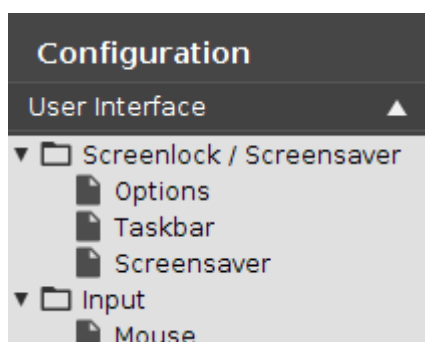 Configuration
User Interface
Screenlock / Screensaver
Options
Taskbar
Screensaver
Input
Mouse